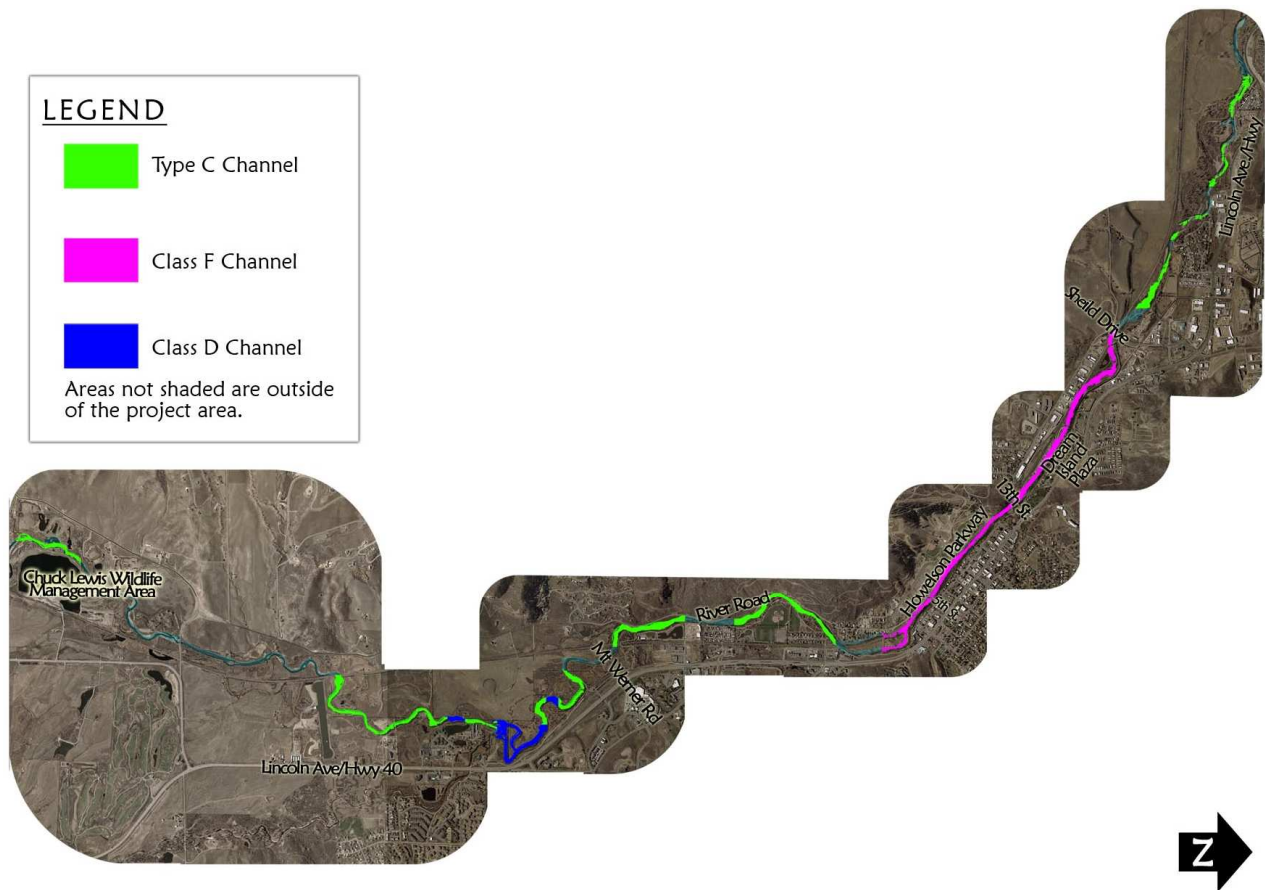 LEGEND
Type C Channel
Class F Channel
Class D Channel
Areas not shaded are outside
of the project area.
Lincoln Ave./Hwy
Sheild Drive
Dream
Island
Plaza
13th St.
Howelson Parkway
5th St.
River Road
Mt Werner Rd
Chuck Lewis Wildlife
Management Area
Lincoln Ave/Hwy 40
N